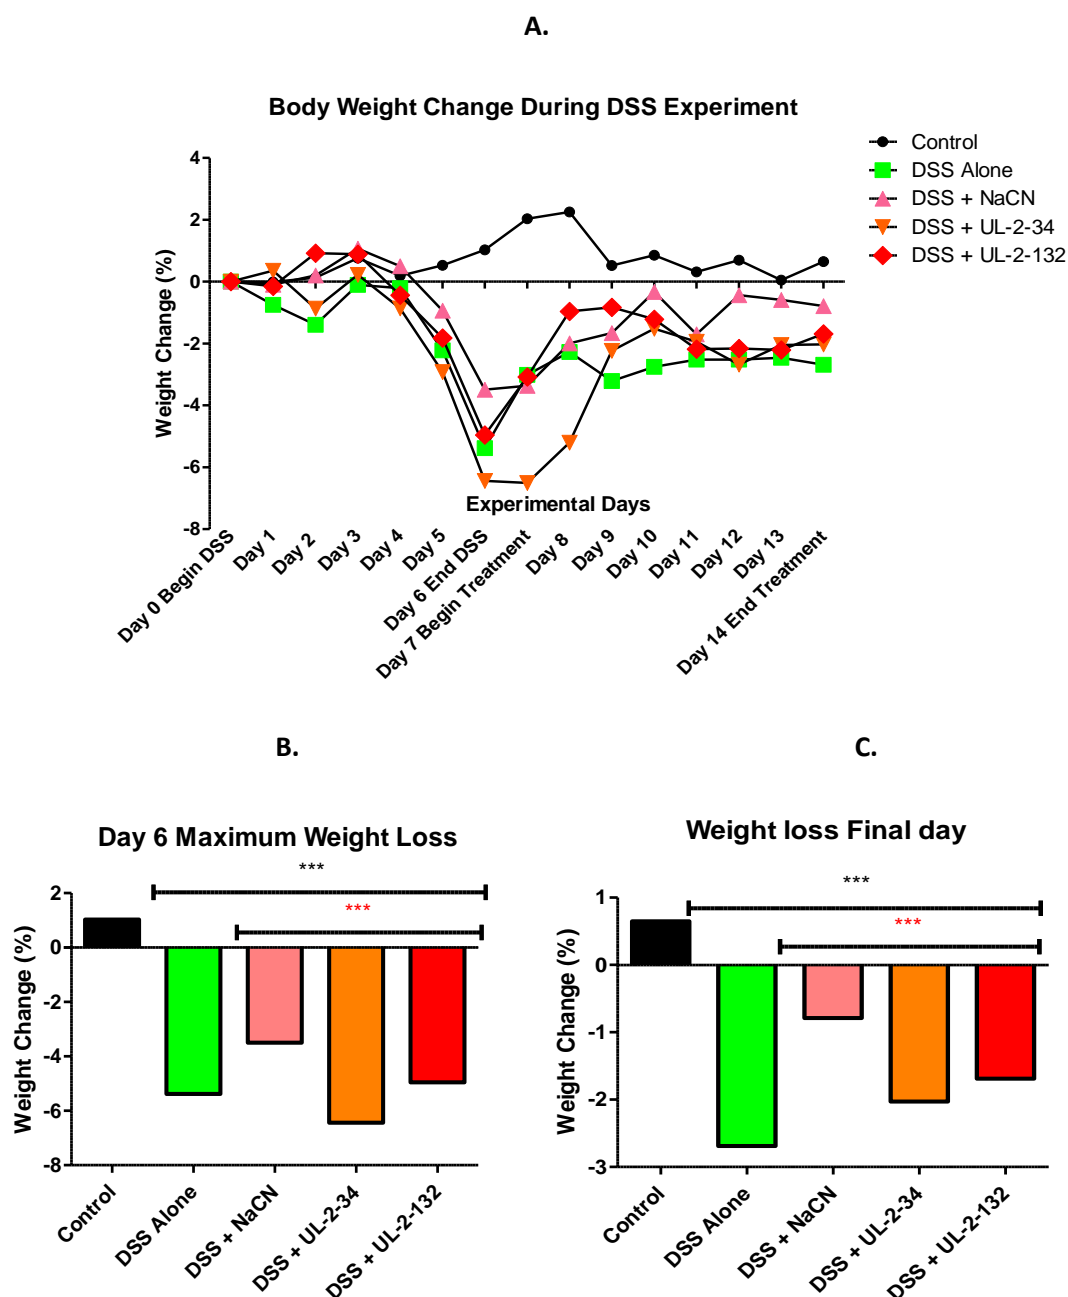 A.
Body Weight Change During DSS Experiment
Control
DSS Alone
DSS + NaCN
DSS + UL-2-34
DSS + UL-2-132
Weight Change (%)
4
2
0
-2
-4
-6
-8
Experimental Days
Day 0 Begin DSS
Day 1
Day 2
Day 3
Day 4
Day 5
Day 6 End DSS
Day 7 Begin Treatment
Day 8
Day 9
Day 10
Day 11
Day 12
Day 13
Day 14 End Treatment
B.
Day 6 Maximum Weight Loss
***
***
Weight Change (%)
2
0
-2
-4
-6
-8
Control
DSS Alone
DSS + NaCN
DSS + UL-2-34
DSS + UL-2-132
C.
Weight loss Final day
***
***
Weight Change (%)
1
0
-1
-2
-3
Control
DSS Alone
DSS + NaCN
DSS + UL-2-34
DSS + UL-2-132